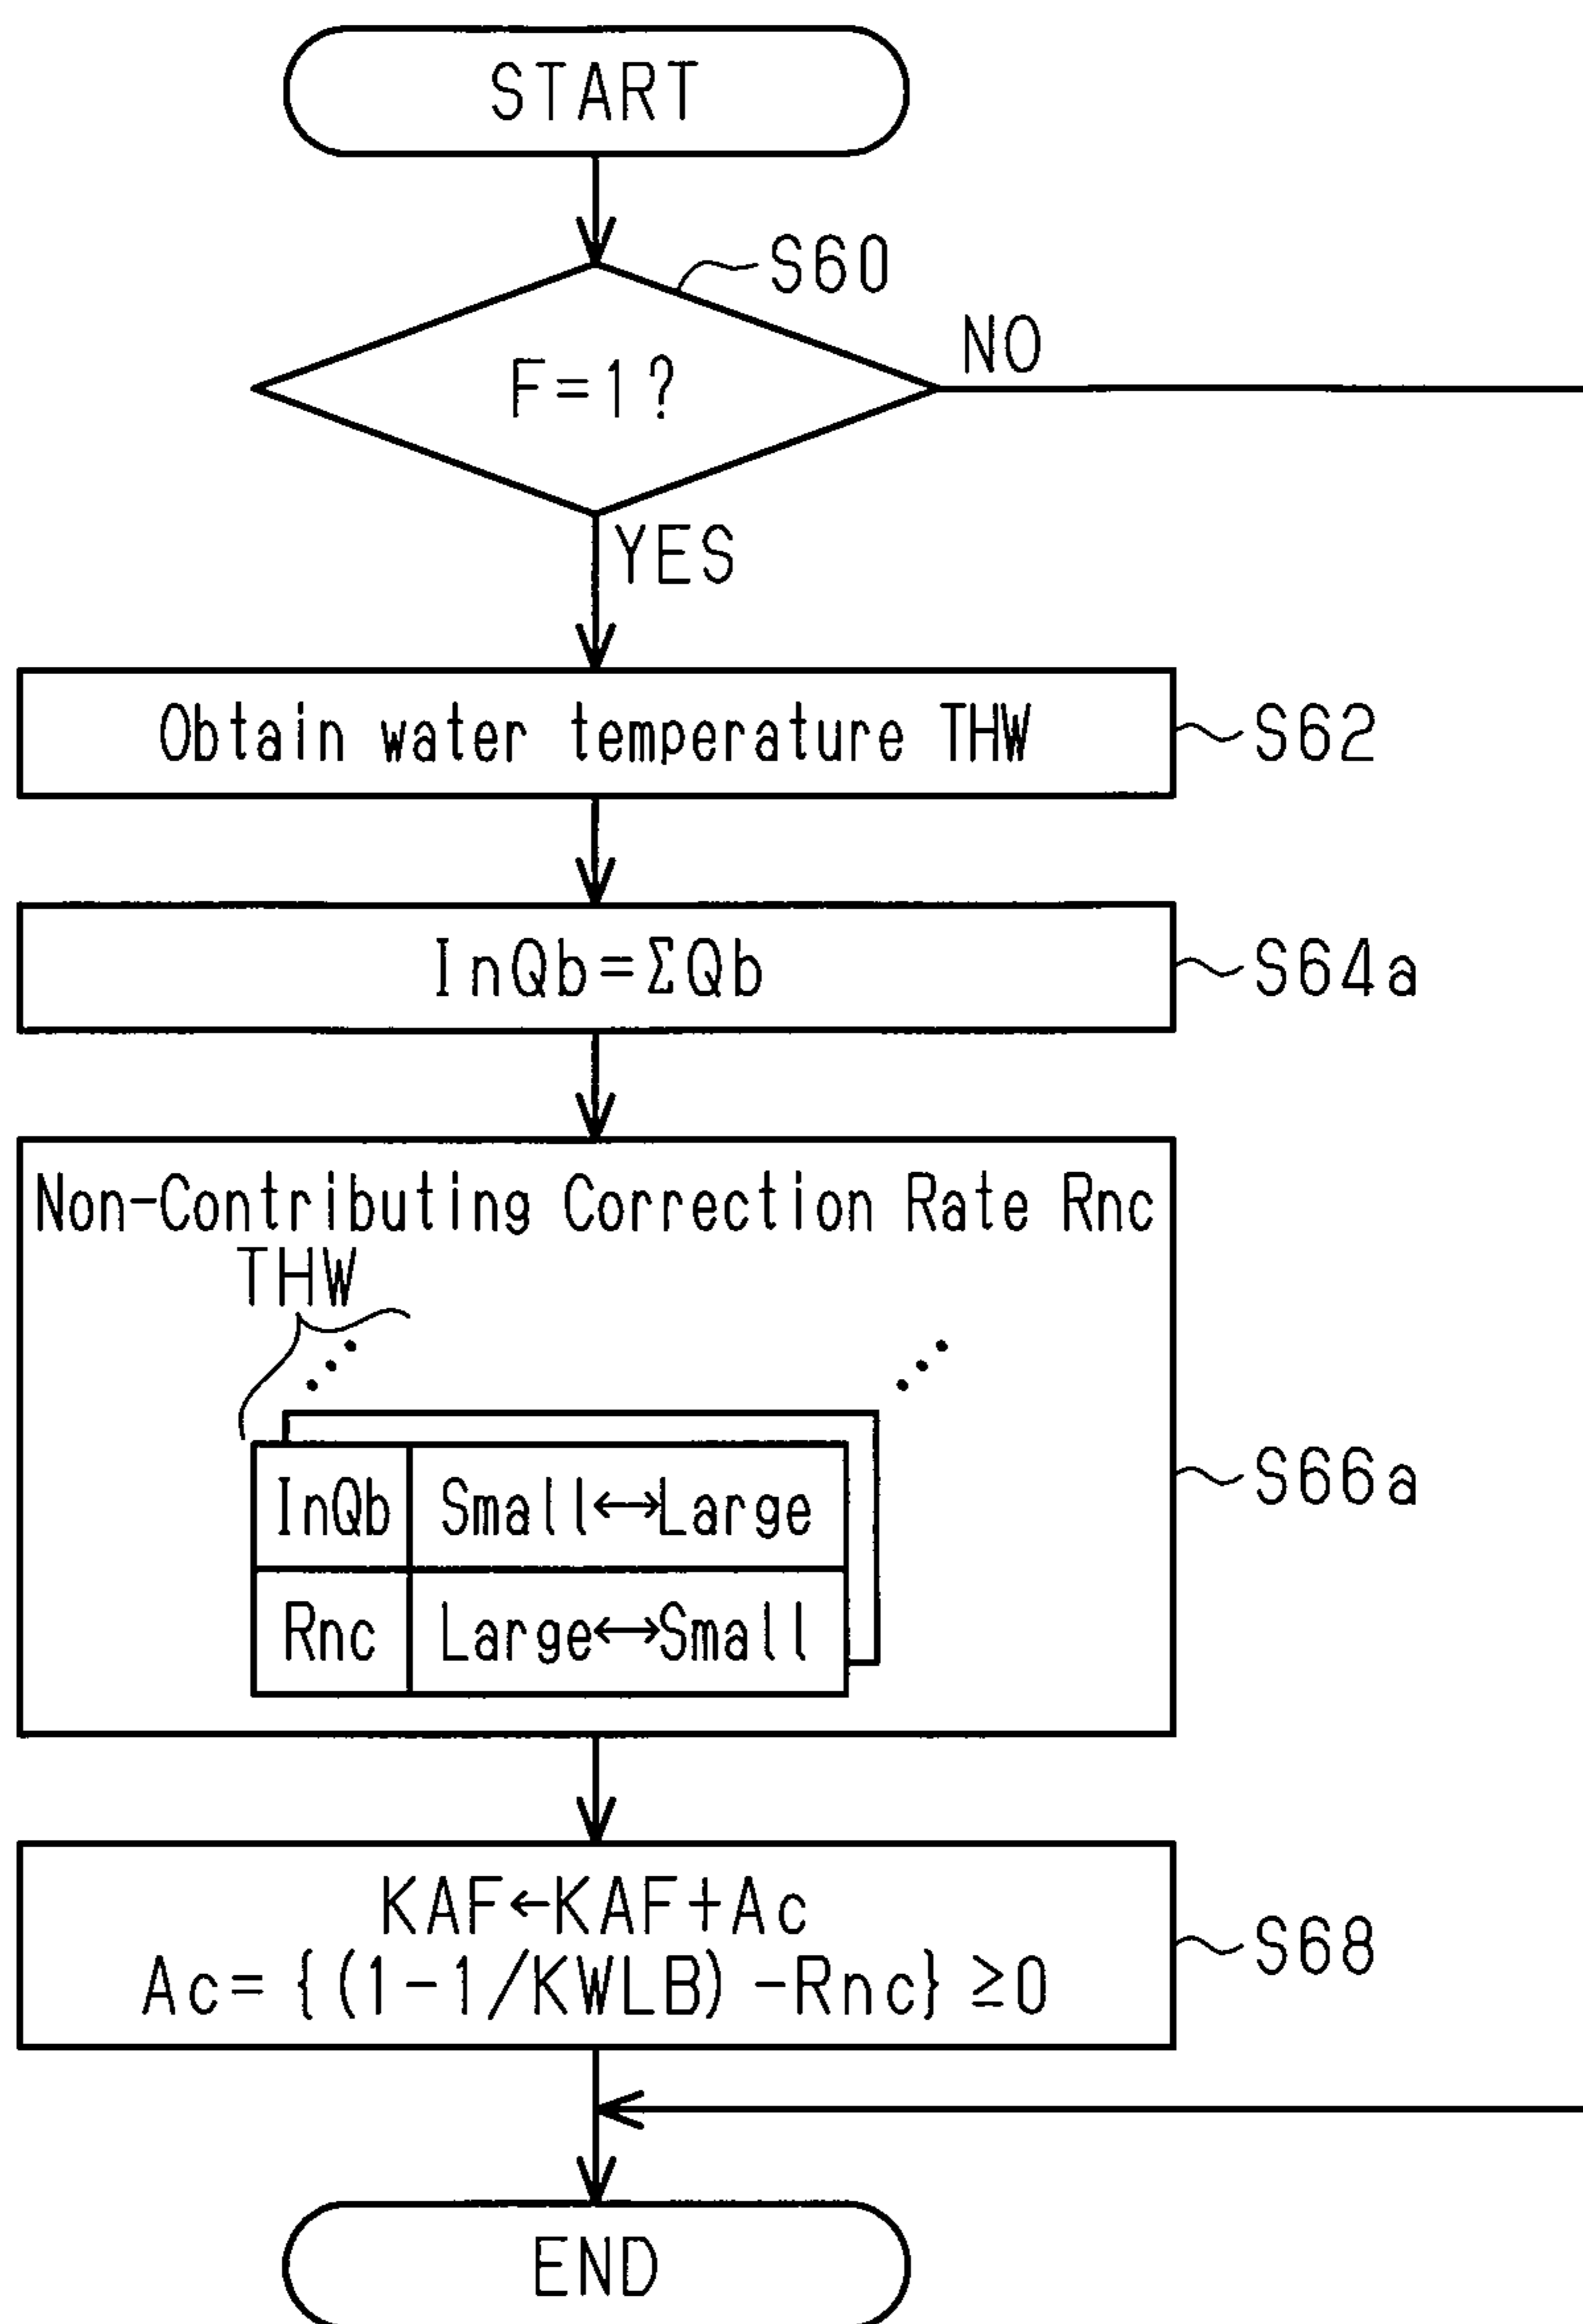 START
S60
F=1?
NO
YES
Obtain water temperature THW
S62
InQb=ΣQb
S64a
Non-Contributing Correction Rate Rnc
THW
S66a
InQb Small↔Large
Rnc Large↔Small
KAF←KAF+Ac
Ac={(1-1/KWLB)-Rnc}≥0
S68
END